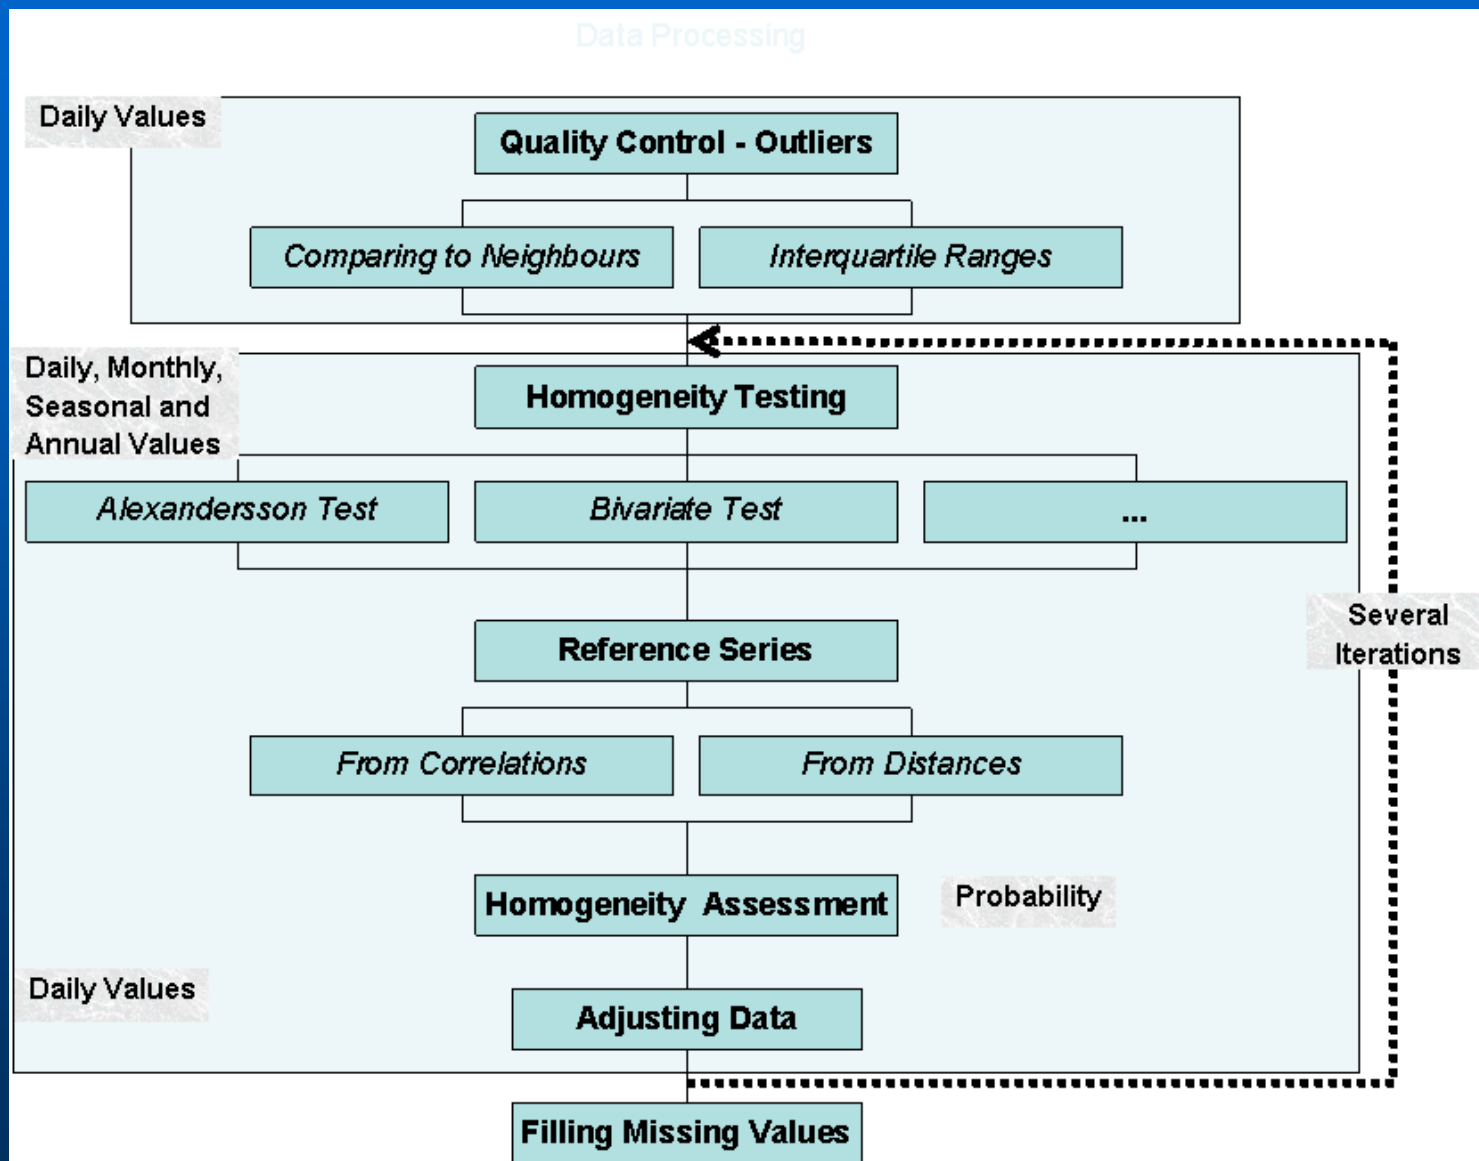 Data Processing
Daily Values
Quality Control - Outliers
Comparing to Neighbours
Interquartile Ranges
Daily, Monthly,
Seasonal and
Annual Values
Homogeneity Testing
Alexandersson Test
Bivariate Test
...
Several
Iterations
Reference Series
From Correlations
From Distances
Homogeneity Assessment
Probability
Daily Values
Adjusting Data
Filling Missing Values